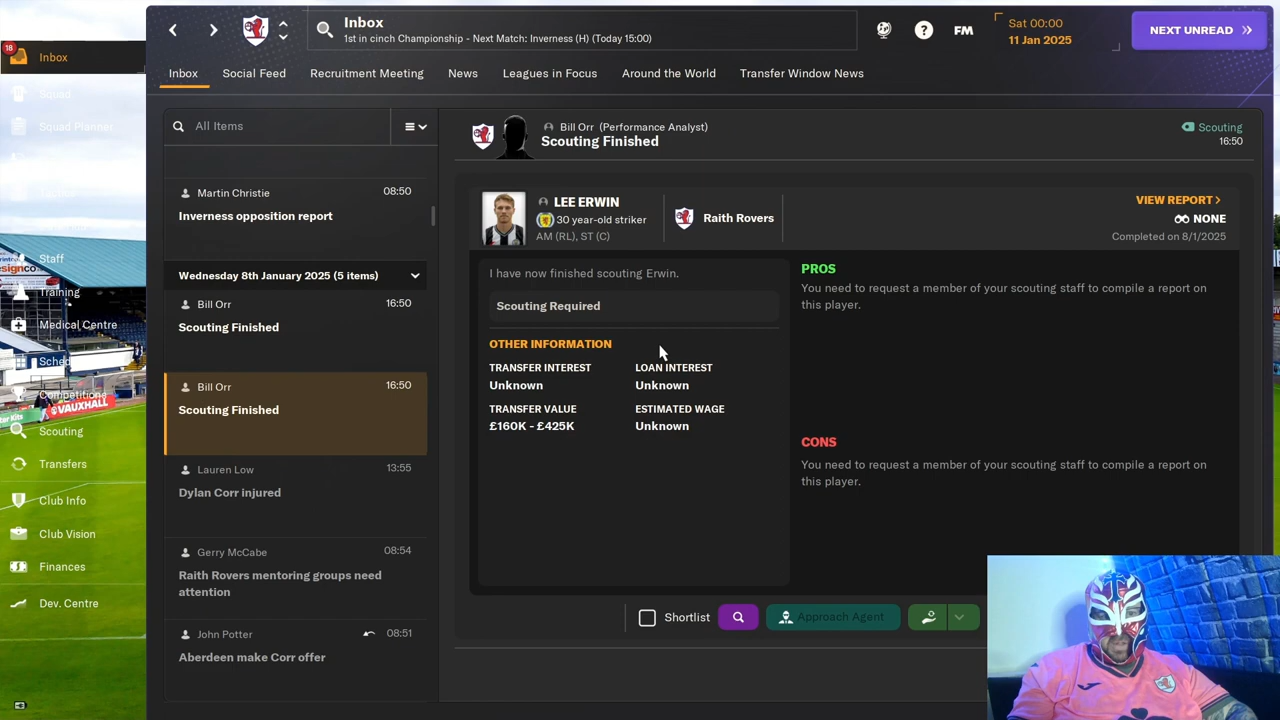 18
Inbox
Squad
Squad Planner
Staff
Training
Medical Centre
Sched
Competitions
Scouting
Transfers
Club Info
Club Vision
Finances
Dev. Centre
VAUXHALL
Inbox
1st in cinch Championship - Next Match: Inverness (H) (Today 15:00)
?
FM
Sat 00:00
11 Jan 2025
NEXT UNREAD
Inbox
Social Feed
Recruitment Meeting
News
Leagues in Focus
Around the World
Transfer Window News
All Items
Martin Christie 08:50
Inverness opposition report
Wednesday 8th January 2025 (5 items)
Bill Orr 16:50
Scouting Finished
Bill Orr 16:50
Scouting Finished
Lauren Low 13:55
Dylan Corr injured
Gerry McCabe 08:54
Raith Rovers mentoring groups need
attention
John Potter 08:51
Aberdeen make Corr offer
Bill Orr (Performance Analyst)
Scouting Finished
Scouting
16:50
LEE ERWIN
30 year-old striker
AM (RL), ST (C)
Raith Rovers
VIEW REPORT >
NONE
Completed on 8/1/2025
I have now finished scouting Erwin.
Scouting Required
OTHER INFORMATION
TRANSFER INTEREST LOAN INTEREST
Unknown Unknown
TRANSFER VALUE ESTIMATED WAGE
£160K - £425K Unknown
PROS
You need to request a member of your scouting staff to compile a report on
this player.
CONS
You need to request a member of your scouting staff to compile a report on
this player.
Shortlist
Approach Agent